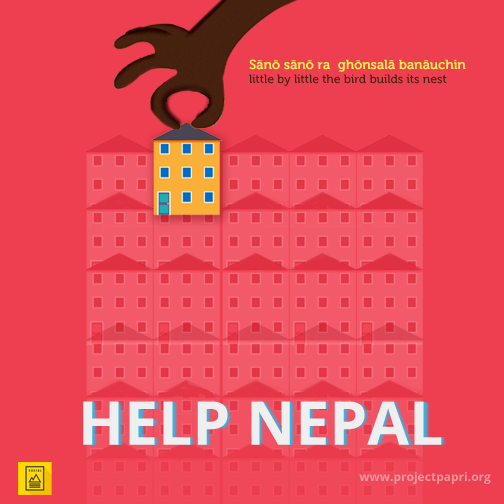 Sānō sānō ra ghōnsalā banāuchin
little by little the bird builds its nest
HELP NEPAL
www.projectpapri.org